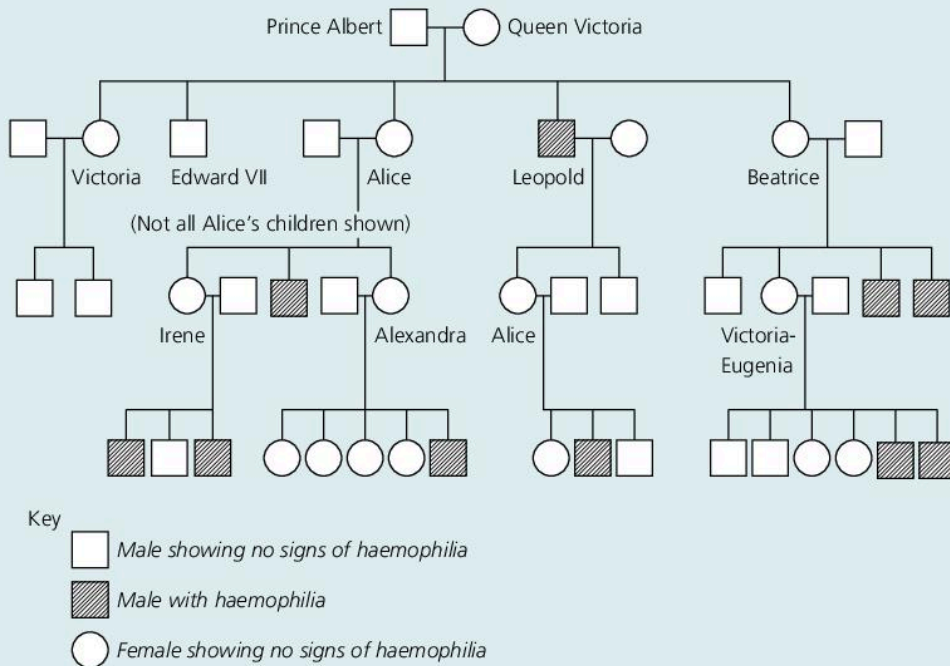 Prince Albert Queen Victoria
Victoria Edward VII Alice Leopold Beatrice
(Not all Alice's children shown)
Irene Alexandra Alice Victoria-
Eugenia
Key
Male showing no signs of haemophilia
Male with haemophilia
Female showing no signs of haemophilia